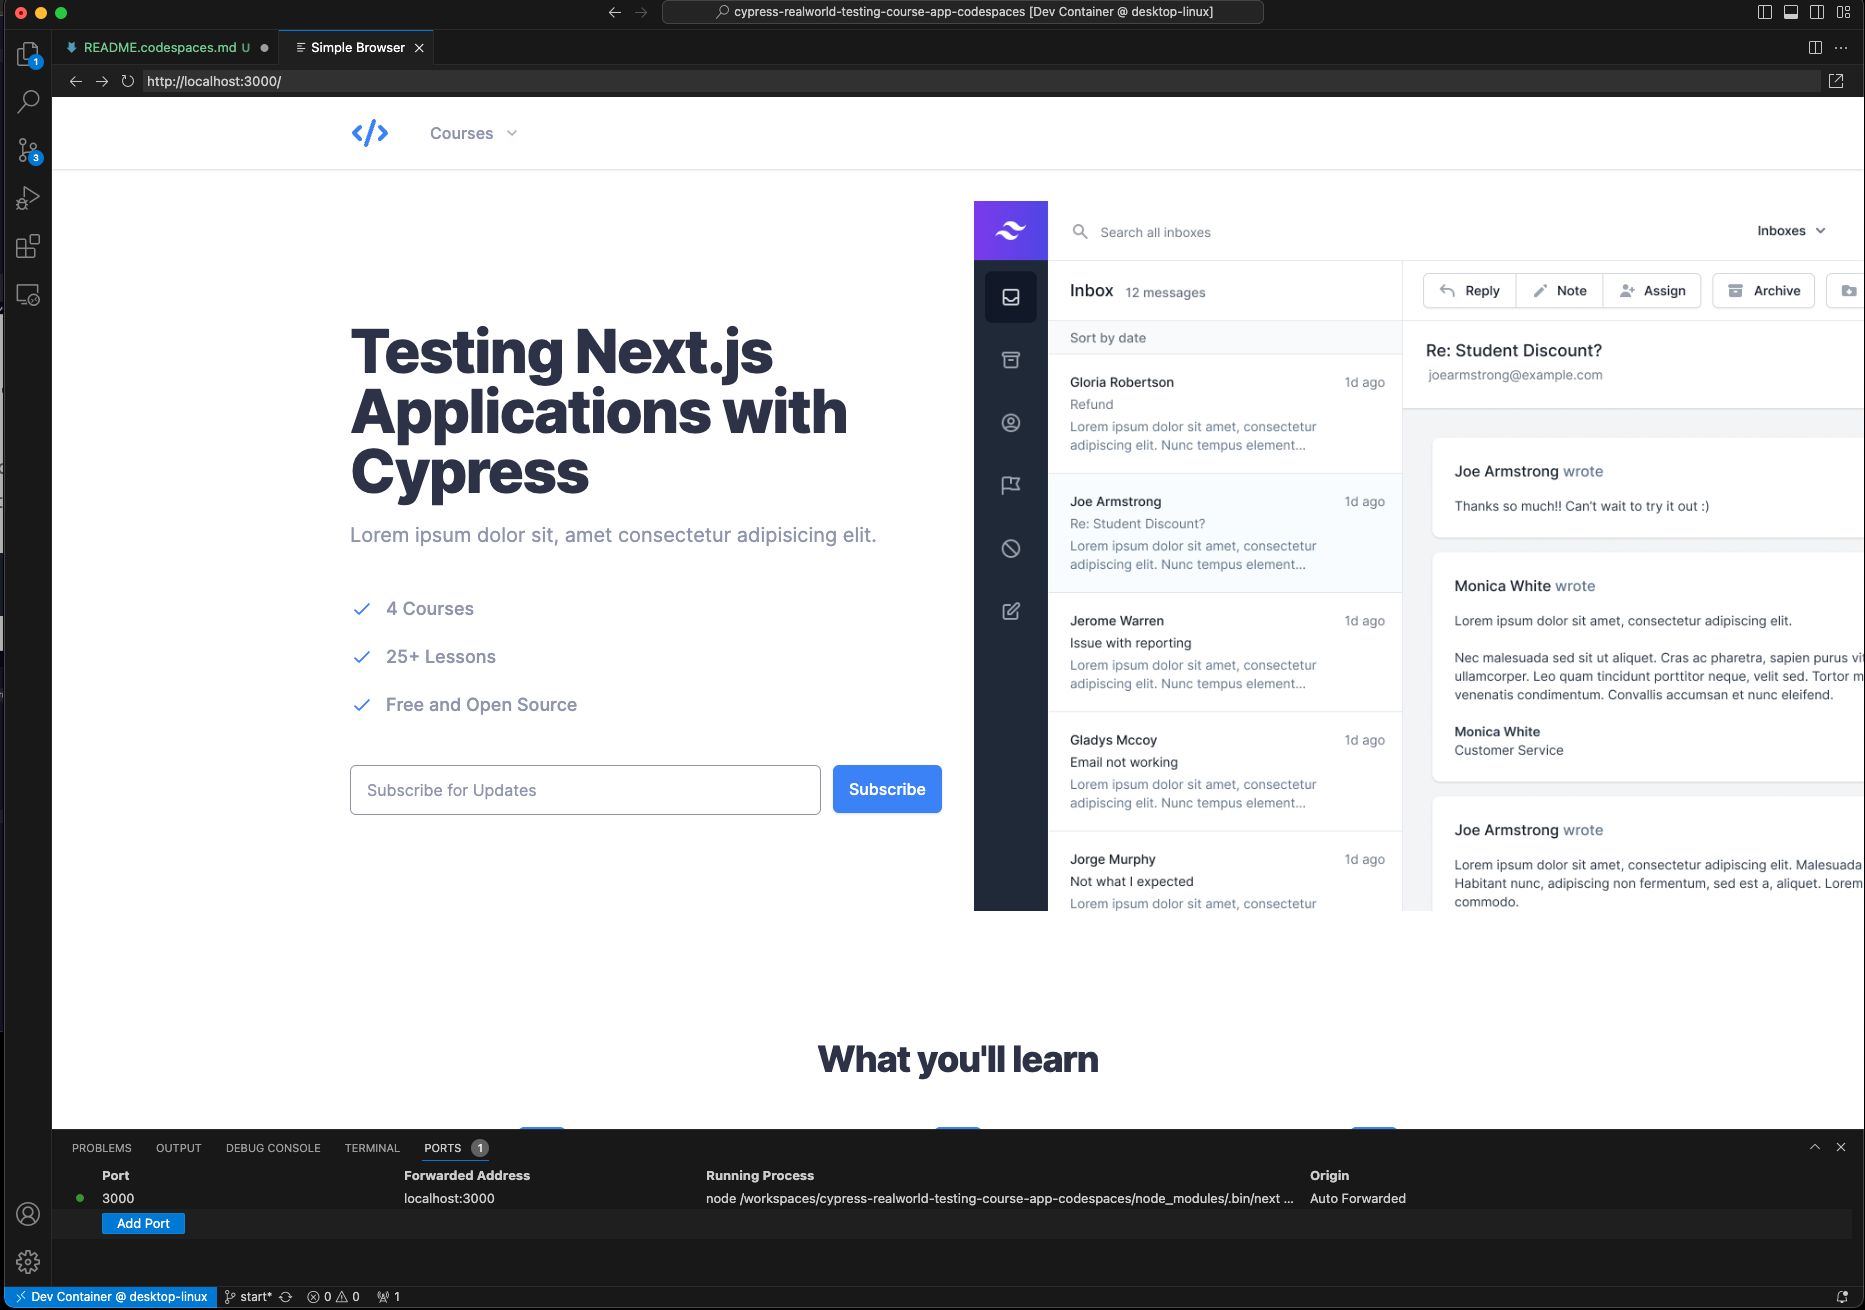 cypress-realworld-testing-course-app-codespaces [Dev Container @ desktop-linux]
README.codespaces.md U
Simple Browser
http://localhost:3000/
1
3
Courses
Testing Next.js
Applications with
Cypress
Lorem ipsum dolor sit, amet consectetur adipisicing elit.
4 Courses
25+ Lessons
Free and Open Source
Subscribe for Updates
Subscribe
Search all inboxes
Inboxes
Inbox 12 messages
Sort by date
Gloria Robertson 1d ago
Refund
Lorem ipsum dolor sit amet, consectetur
adipiscing elit. Nunc tempus element...
Joe Armstrong 1d ago
Re: Student Discount?
Lorem ipsum dolor sit amet, consectetur
adipiscing elit. Nunc tempus element...
Jerome Warren 1d ago
Issue with reporting
Lorem ipsum dolor sit amet, consectetur
adipiscing elit. Nunc tempus element...
Gladys Mccoy 1d ago
Email not working
Lorem ipsum dolor sit amet, consectetur
adipiscing elit. Nunc tempus element...
Jorge Murphy 1d ago
Not what I expected
Lorem ipsum dolor sit amet, consectetur
Reply Note Assign Archive
Re: Student Discount?
joearmstrong@example.com
Joe Armstrong wrote
Thanks so much!! Can't wait to try it out :)
Monica White wrote
Lorem ipsum dolor sit amet, consectetur adipiscing elit.
Nec malesuada sed sit ut aliquet. Cras ac pharetra, sapien purus vit
ullamcorper. Leo quam tincidunt porttitor neque, velit sed. Tortor m
venenatis condimentum. Convallis accumsan et nunc eleifend.
Monica White
Customer Service
Joe Armstrong wrote
Lorem ipsum dolor sit amet, consectetur adipiscing elit. Malesuada
Habitant nunc, adipiscing non fermentum, sed est a, aliquet. Lorem
commodo.
What you'll learn
PROBLEMS OUTPUT DEBUG CONSOLE TERMINAL PORTS 1
Port Forwarded Address Running Process Origin
3000 localhost:3000 node /workspaces/cypress-realworld-testing-course-app-codespaces/node_modules/.bin/next ... Auto Forwarded
Add Port
Dev Container @ desktop-linux start* 0 0 1